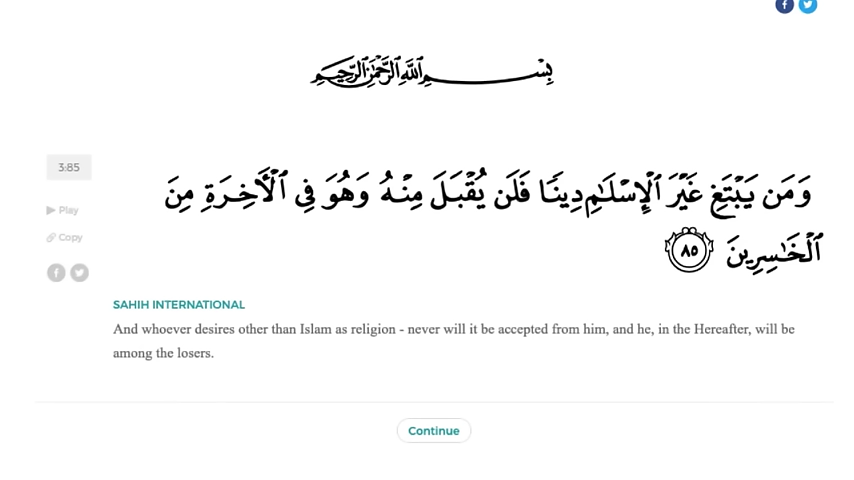 بِسْمِ ٱللَّهِ ٱلرَّحْمَٰنِ ٱلرَّحِيمِ
3:85
وَمَن يَبْتَغِ غَيْرَ ٱلْإِسْلَٰمِ دِينًا فَلَن يُقْبَلَ مِنْهُ وَهُوَ فِى ٱلْأَخِرَةِ مِنَ
Play
Copy
ٱلْخَٰسِرِينَ ٨٥
SAHIH INTERNATIONAL
And whoever desires other than Islam as religion - never will it be accepted from him, and he, in the Hereafter, will be
among the losers.
Continue